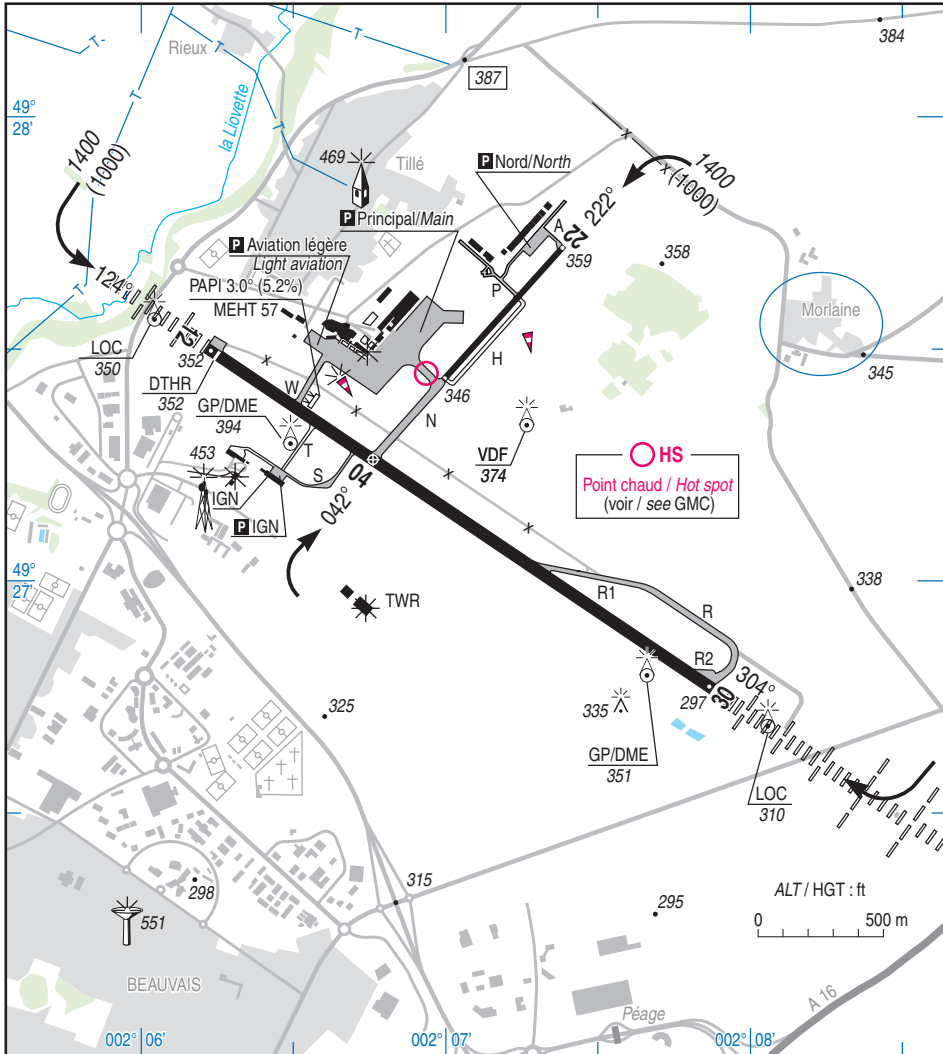 384
Rieux
387
49°
28'
la Liovette
1400
(1000)
469
Tillé
P Nord/North
1400
(1000)
222°
22
A
359
358
P Principal/Main
P Aviation légère
Light aviation
P
PAPI 3.0° (5.2%)
MEHT 57
124°
12
Morlaine
LOC
350
352
H
345
DTHR
352
W
346
GP/DME
394
N
VDF
374
HS
Point chaud / Hot spot
(voir / see GMC)
453
T
S
04
042°
IGN
P IGN
49°
27'
TWR
338
R1
R
R2
304°
30
297
335
325
GP/DME
351
LOC
310
298
315
295
ALT / HGT : ft
0
500 m
551
BEAUVAIS
A 16
Péage
002° 06'
002° 07'
002° 08'
T
T
T
T
T
T
T
x
x
x
x
x
x